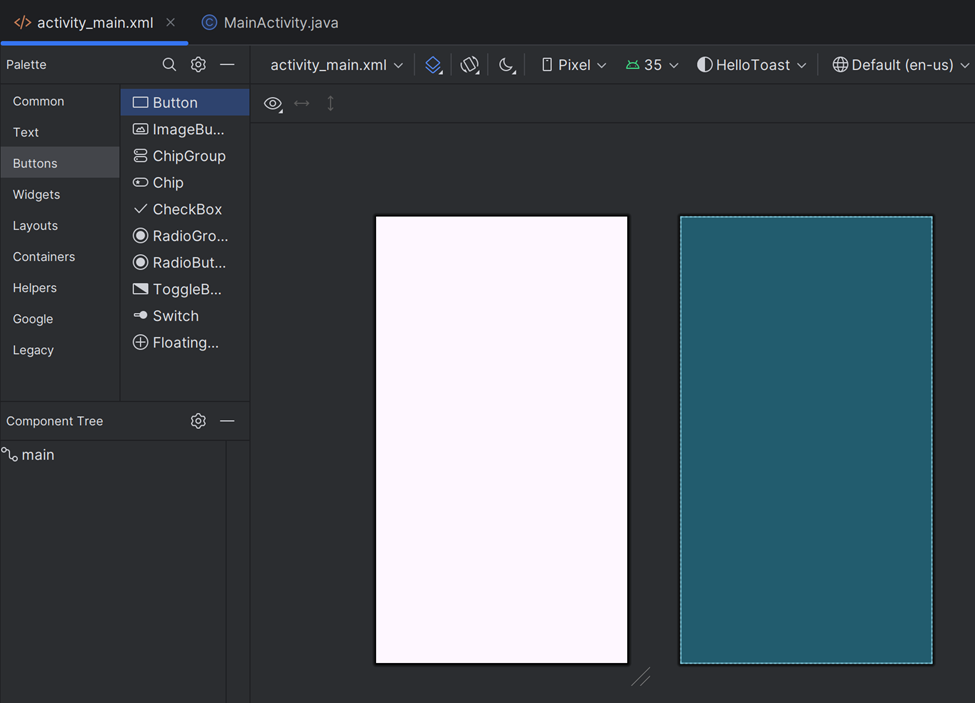 activity_main.xml MainActivity.java
Palette activity_main.xml Pixel 35 HelloToast Default (en-us)
Common
Text
Buttons
Widgets
Layouts
Containers
Helpers
Google
Legacy
Button
ImageBu...
ChipGroup
Chip
CheckBox
RadioGro...
RadioBut...
ToggleB...
Switch
Floating...
Component Tree
main